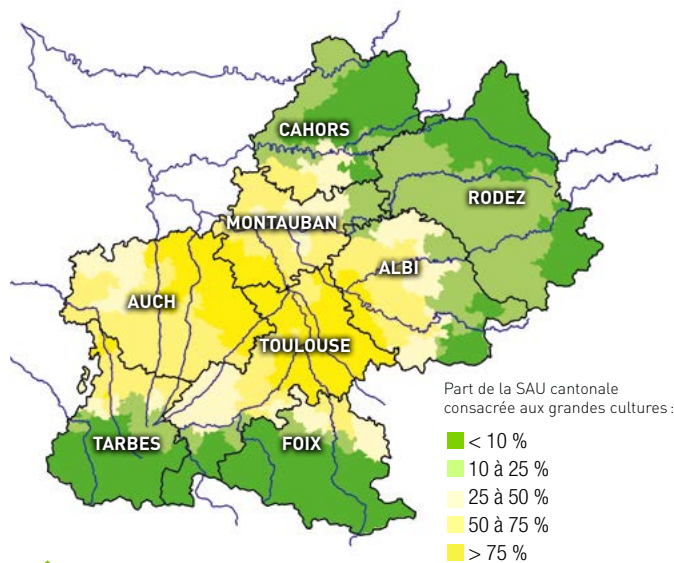 CAHORS
RODEZ
MONTAUBAN
ALBI
AUCH
TOULOUSE
TARBES
FOIX
Part de la SAU cantonale
consacrée aux grandes cultures :
< 10 %
10 à 25 %
25 à 50 %
50 à 75 %
> 75 %